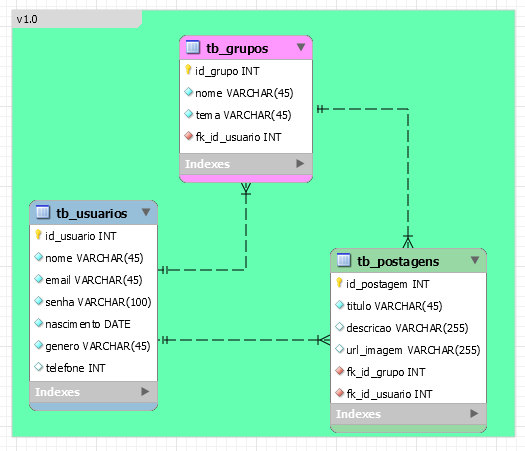 v1.0
tb_grupos
id_grupo INT
nome VARCHAR(45)
tema VARCHAR(45)
fk_id_usuario INT
Indexes
tb_usuarios
id_usuario INT
nome VARCHAR(45)
email VARCHAR(45)
senha VARCHAR(100)
nascimento DATE
genero VARCHAR(45)
telefone INT
Indexes
tb_postagens
id_postagem INT
titulo VARCHAR(45)
descricao VARCHAR(255)
url_imagem VARCHAR(255)
fk_id_grupo INT
fk_id_usuario INT
Indexes